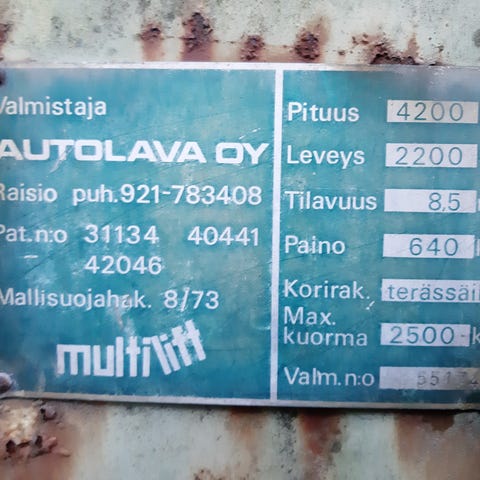 Valmistaja
AUTOLAVA OY
Raisio puh. 921-783408
Pat. n:o 31134 40441
42046
Mallisuojahak. 8/73
multilift
Pituus 4200
Leveys 2200
Tilavuus 8,5
Paino 640
Korirak. terässäil
Max.
kuorma 2500
Valm. n:o